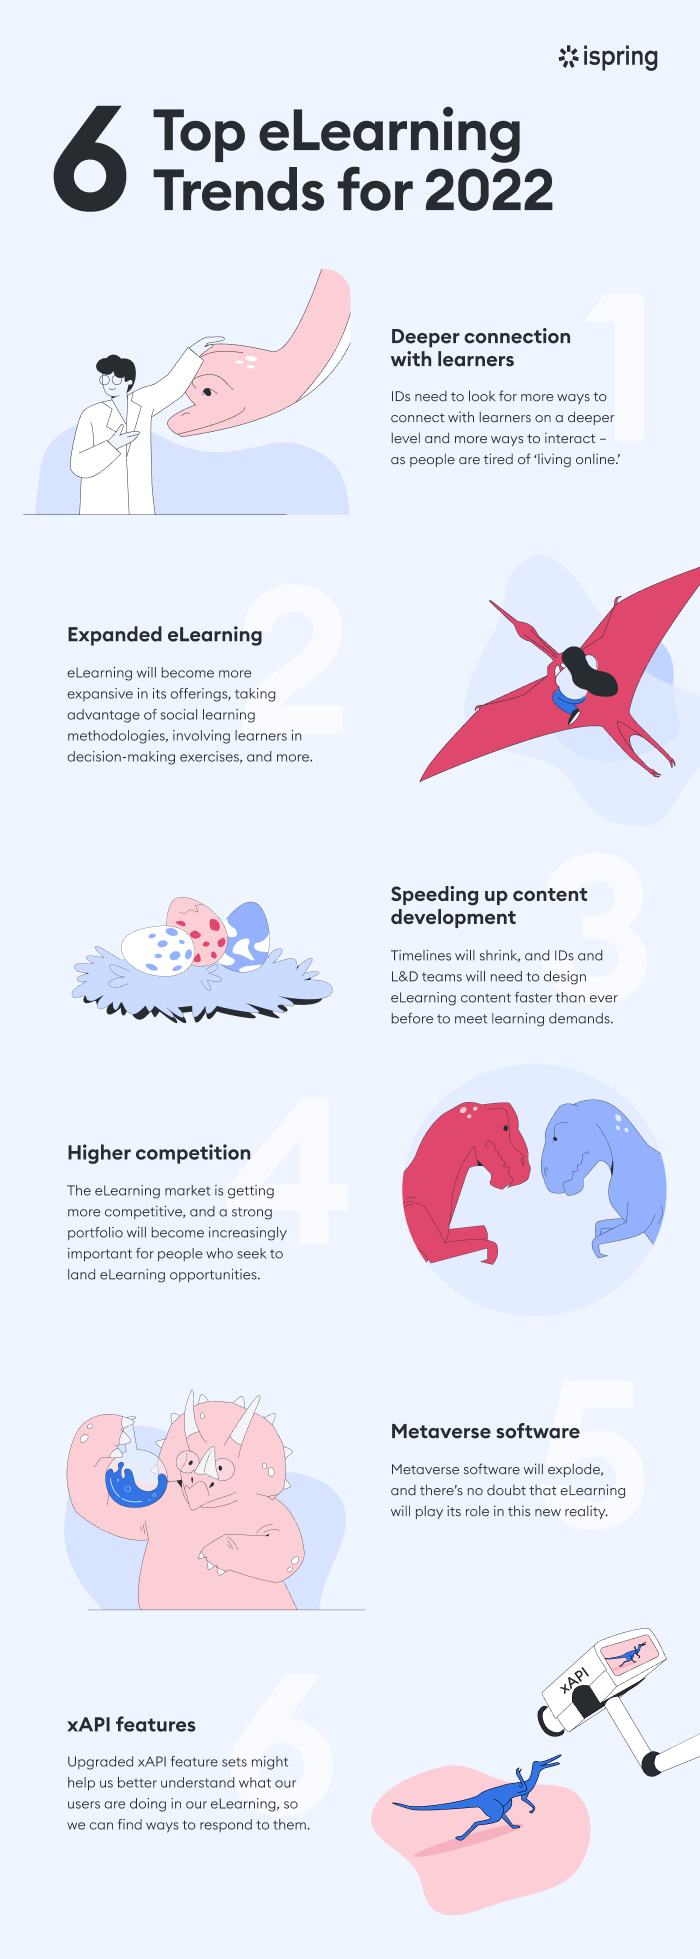 ispring
6
Top eLearning
Trends for 2022
1
Deeper connection
with learners
IDs need to look for more ways to
connect with learners on a deeper
level and more ways to interact –
as people are tired of ‘living online.’
2
Expanded eLearning
eLearning will become more
expansive in its offerings, taking
advantage of social learning
methodologies, involving learners in
decision-making exercises, and more.
3
Speeding up content
development
Timelines will shrink, and IDs and
L&D teams will need to design
eLearning content faster than ever
before to meet learning demands.
4
Higher competition
The eLearning market is getting
more competitive, and a strong
portfolio will become increasingly
important for people who seek to
land eLearning opportunities.
5
Metaverse software
Metaverse software will explode,
and there’s no doubt that eLearning
will play its role in this new reality.
6
xAPI features
Upgraded xAPI feature sets might
help us better understand what our
users are doing in our eLearning, so
we can find ways to respond to them.
xAPI